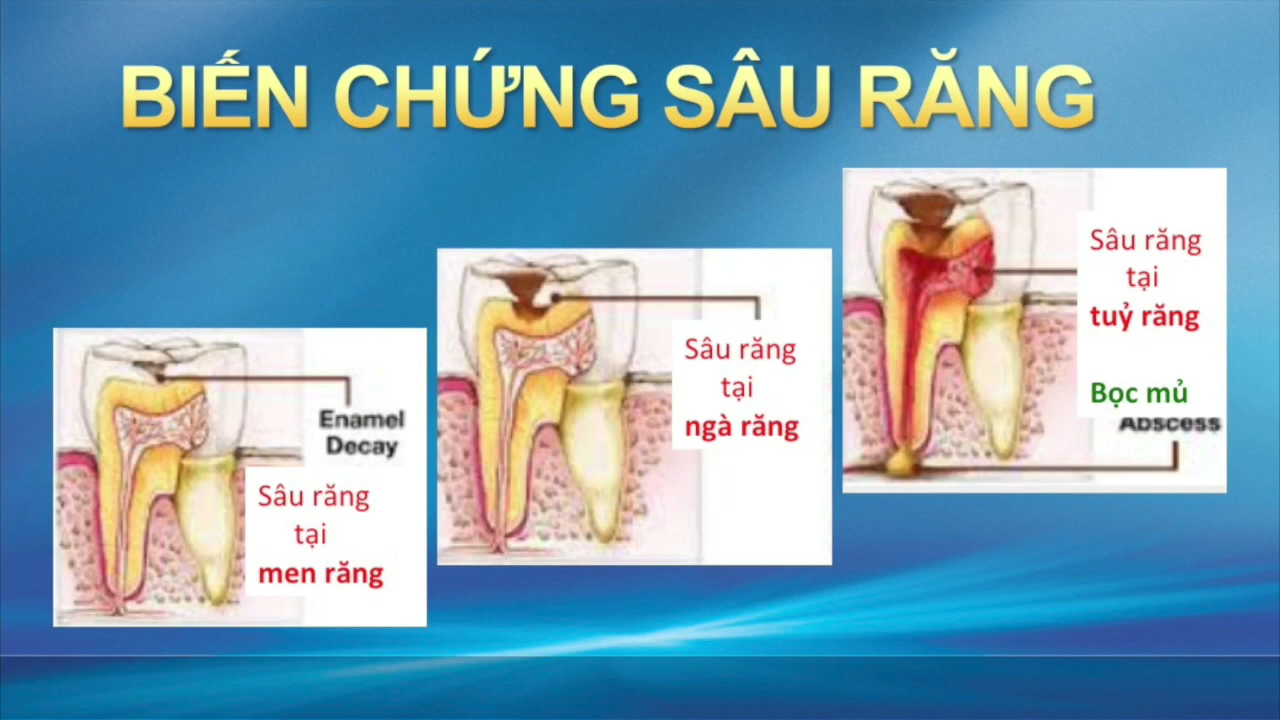 BIẾN CHỨNG SÂU RĂNG
Enamel
Decay
Sâu răng
tại
men răng
Sâu răng
tại
ngà răng
Sâu răng
tại
tuỷ răng
Bọc mủ
Abscess